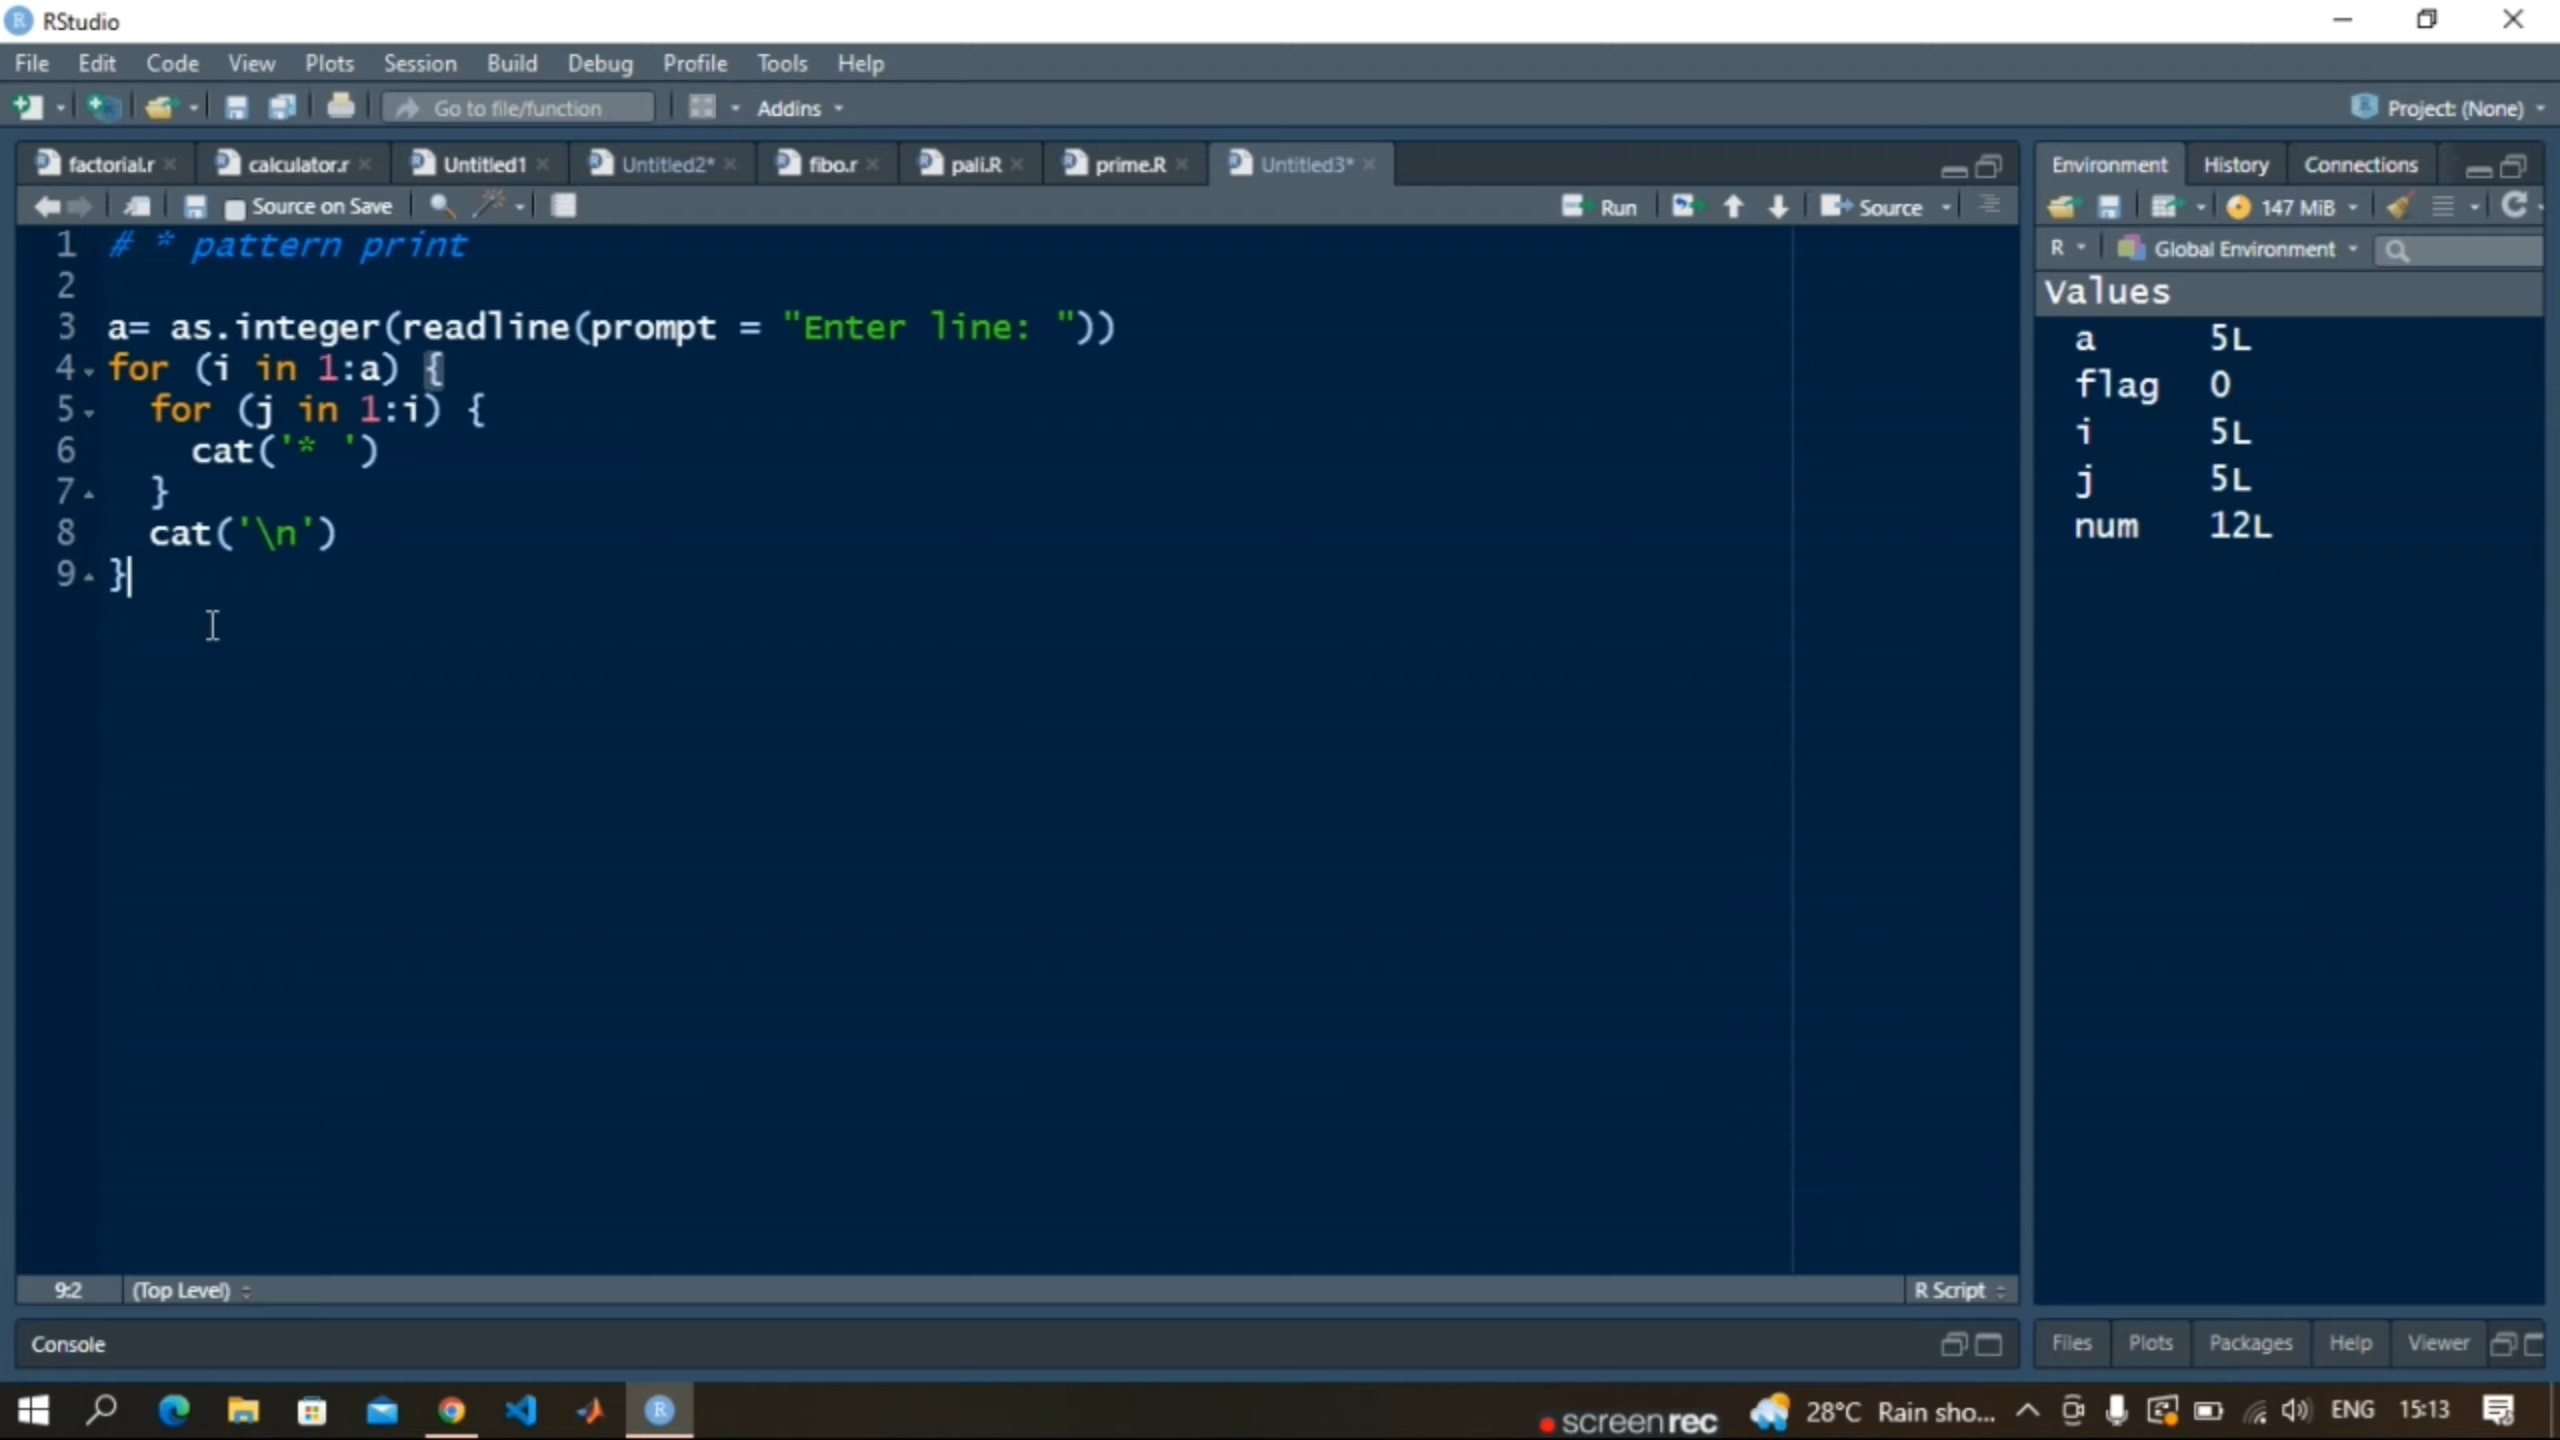 RStudio
File Edit Code View Plots Session Build Debug Profile Tools Help
Go to file/function Addins Project: (None)
factorial.r calculator.r Untitled1 Untitled2* fibo.r pali.R prime.R Untitled3*
Source on Save Run Source
1 # * pattern print
2
3 a= as.integer(readline(prompt = "Enter line: "))
4 for (i in 1:a) {
5   for (j in 1:i) {
6     cat('* ')
7   }
8   cat('\n')
9 }
9:2 (Top Level) R Script
Console
Environment History Connections
147 MiB
R Global Environment
Values
a 5L
flag 0
i 5L
j 5L
num 12L
Files Plots Packages Help Viewer
screenrec 28°C Rain sho... ENG 15:13